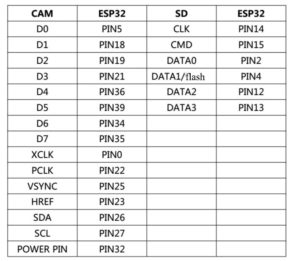 CAM ESP32 SD ESP32
D0 PIN5 CLK PIN14
D1 PIN18 CMD PIN15
D2 PIN19 DATA0 PIN2
D3 PIN21 DATA1/flash PIN4
D4 PIN36 DATA2 PIN12
D5 PIN39 DATA3 PIN13
D6 PIN34
D7 PIN35
XCLK PIN0
PCLK PIN22
VSYNC PIN25
HREF PIN23
SDA PIN26
SCL PIN27
POWER PIN PIN32